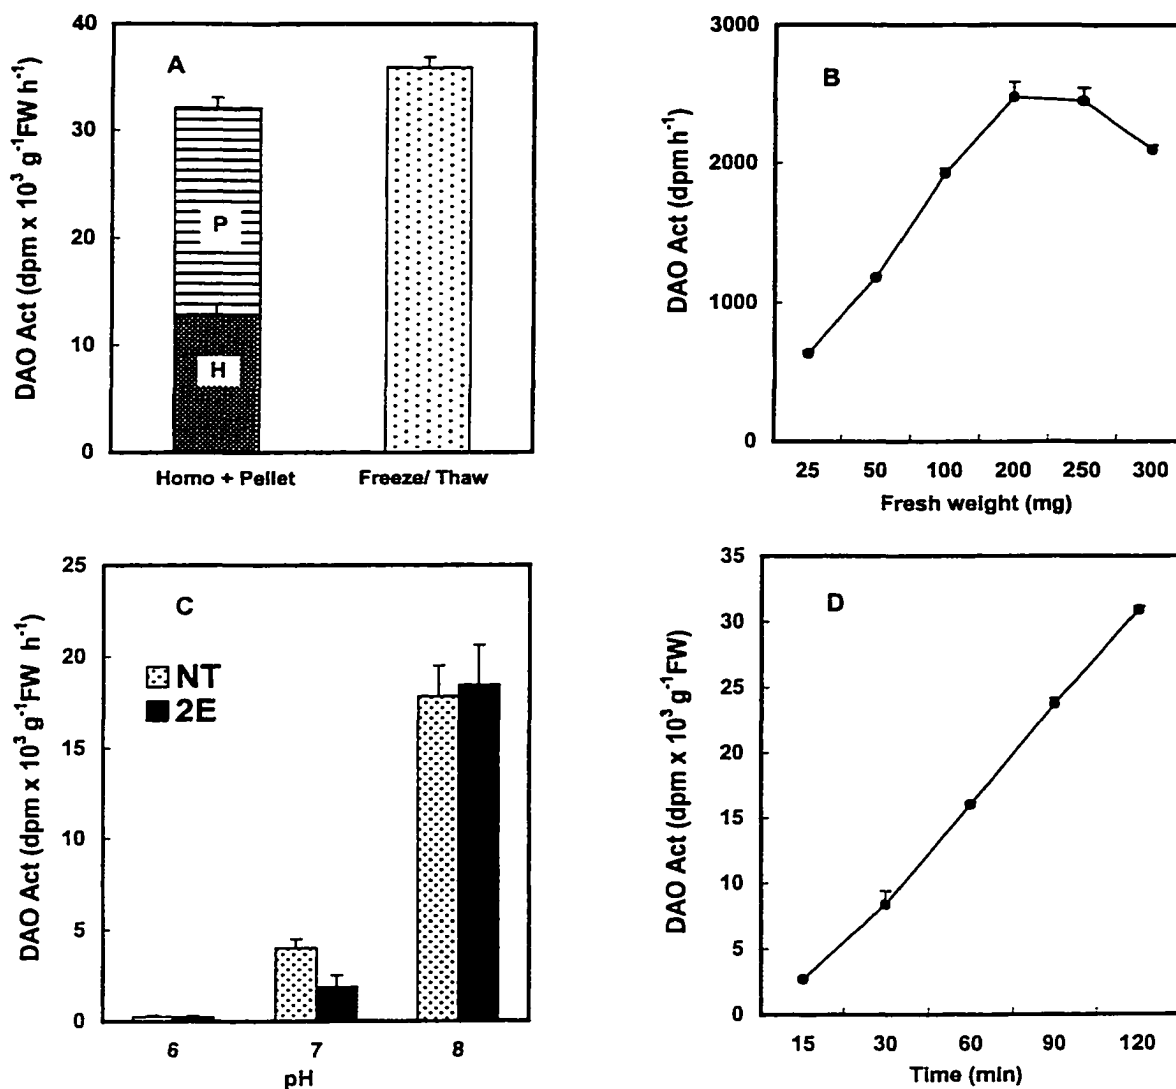 A
DAO Act (dpm x 10³ g⁻¹FW h⁻¹)
40
30
20
10
0
P
H
Homo + Pellet
Freeze/ Thaw
B
DAO Act (dpm h⁻¹)
3000
2000
1000
0
25 50 100 200 250 300
Fresh weight (mg)
C
DAO Act (dpm x 10³ g⁻¹FW h⁻¹)
25
20
15
10
5
0
NT
2E
6 7 8
pH
D
DAO Act (dpm x 10³ g⁻¹FW)
35
30
25
20
15
10
5
0
15 30 60 90 120
Time (min)